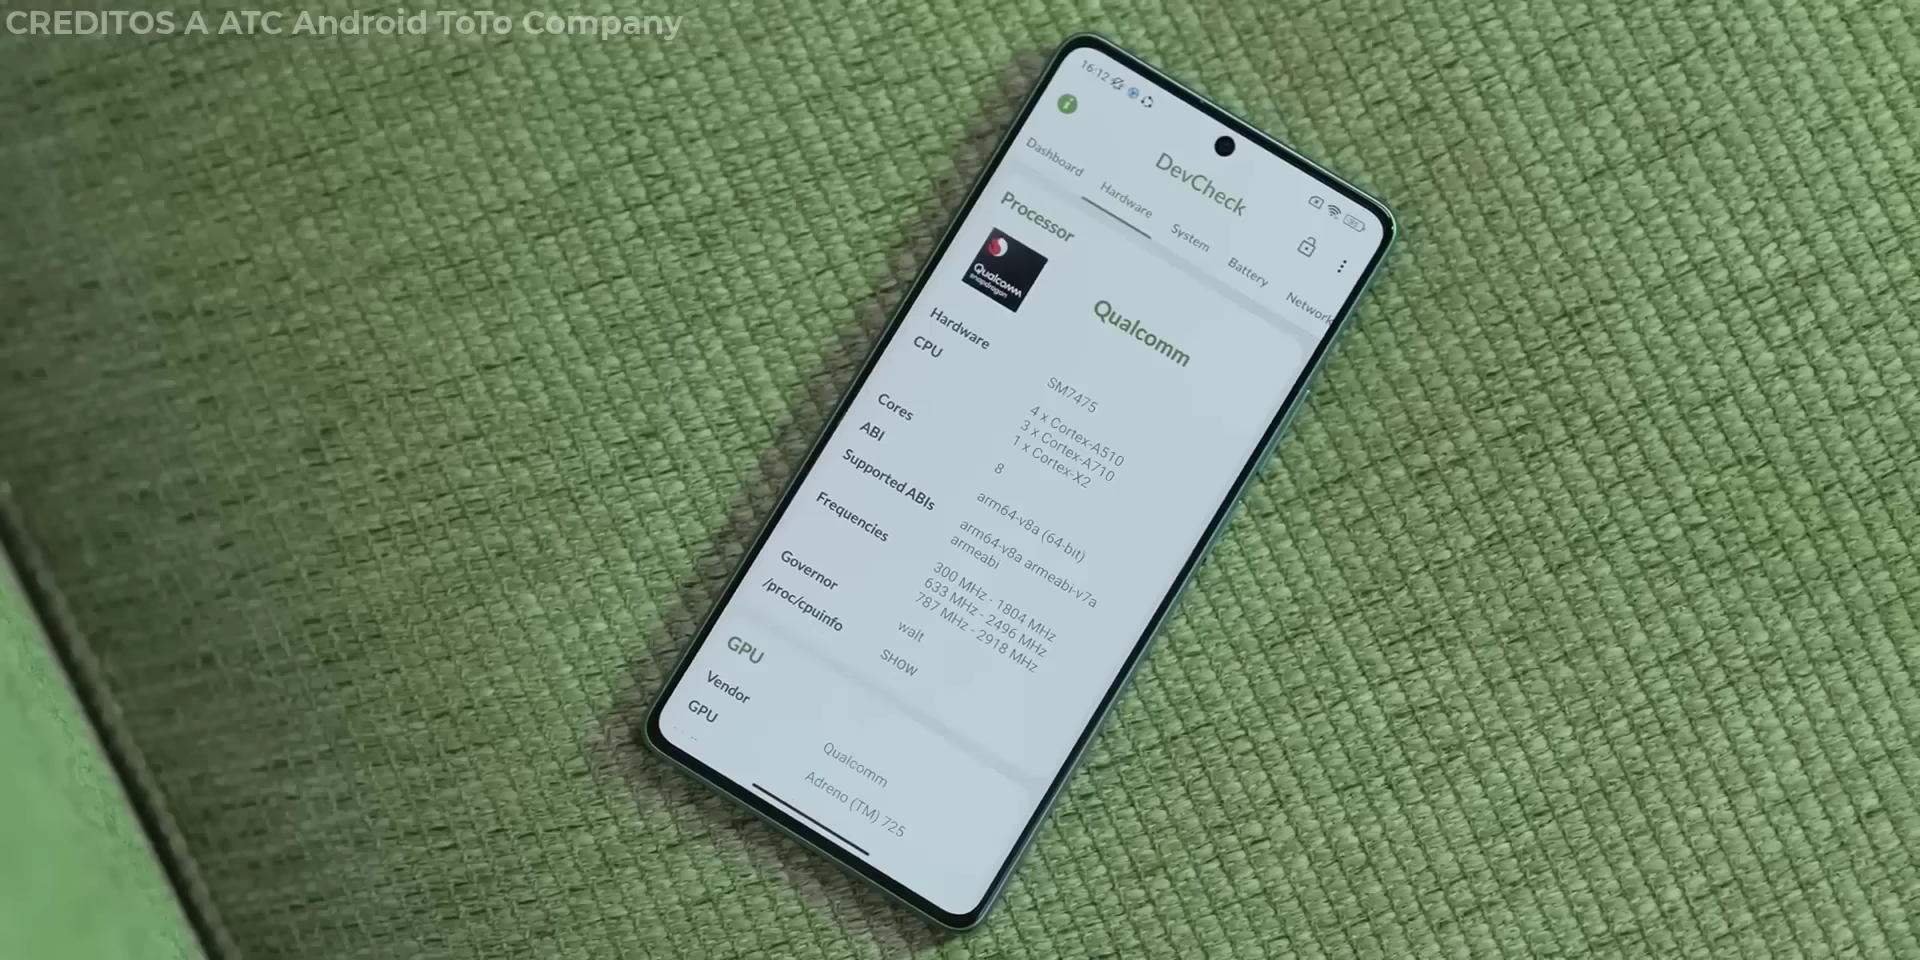 CREDITOS A ATC Android ToTo Company
16:12
DevCheck
Dashboard
Hardware
System
Battery
Network
Processor
Qualcomm
snapdragon
Qualcomm
Hardware
SM7475
CPU
4 x Cortex-A510
3 x Cortex-A710
1 x Cortex-X2
Cores
8
ABI
arm64-v8a (64-bit)
Supported ABIs
arm64-v8a armeabi-v7a
armeabi
Frequencies
300 MHz - 1804 MHz
633 MHz - 2496 MHz
787 MHz - 2918 MHz
Governor
walt
/proc/cpuinfo
SHOW
GPU
Vendor
Qualcomm
GPU
Adreno (TM) 725